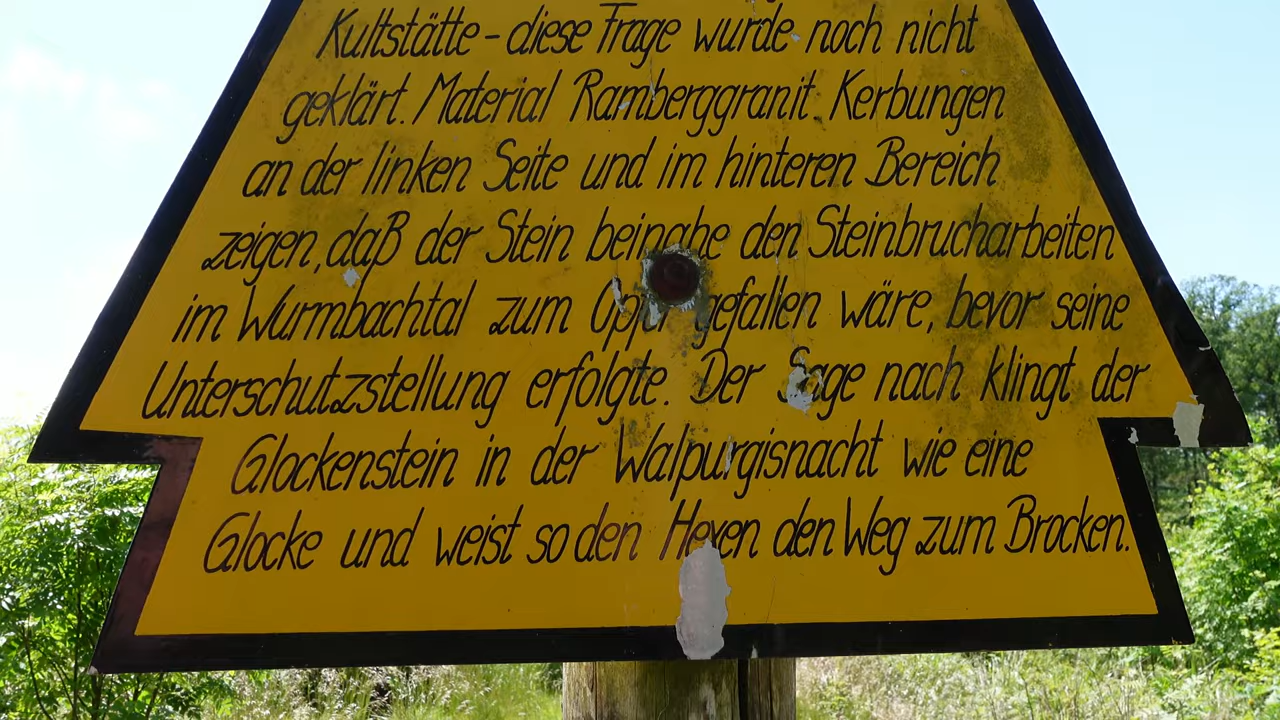 Kultstätte - diese Frage wurde noch nicht
geklärt. Material Ramberggranit. Kerbungen
an der linken Seite und im hinteren Bereich
zeigen, daß der Stein beinahe den Steinbrucharbeiten
im Wurmbachtal zum Opfer gefallen wäre, bevor seine
Unterschutzstellung erfolgte. Der Sage nach klingt der
Glockenstein in der Walpurgisnacht wie eine
Glocke und weist so den Hexen den Weg zum Brocken.